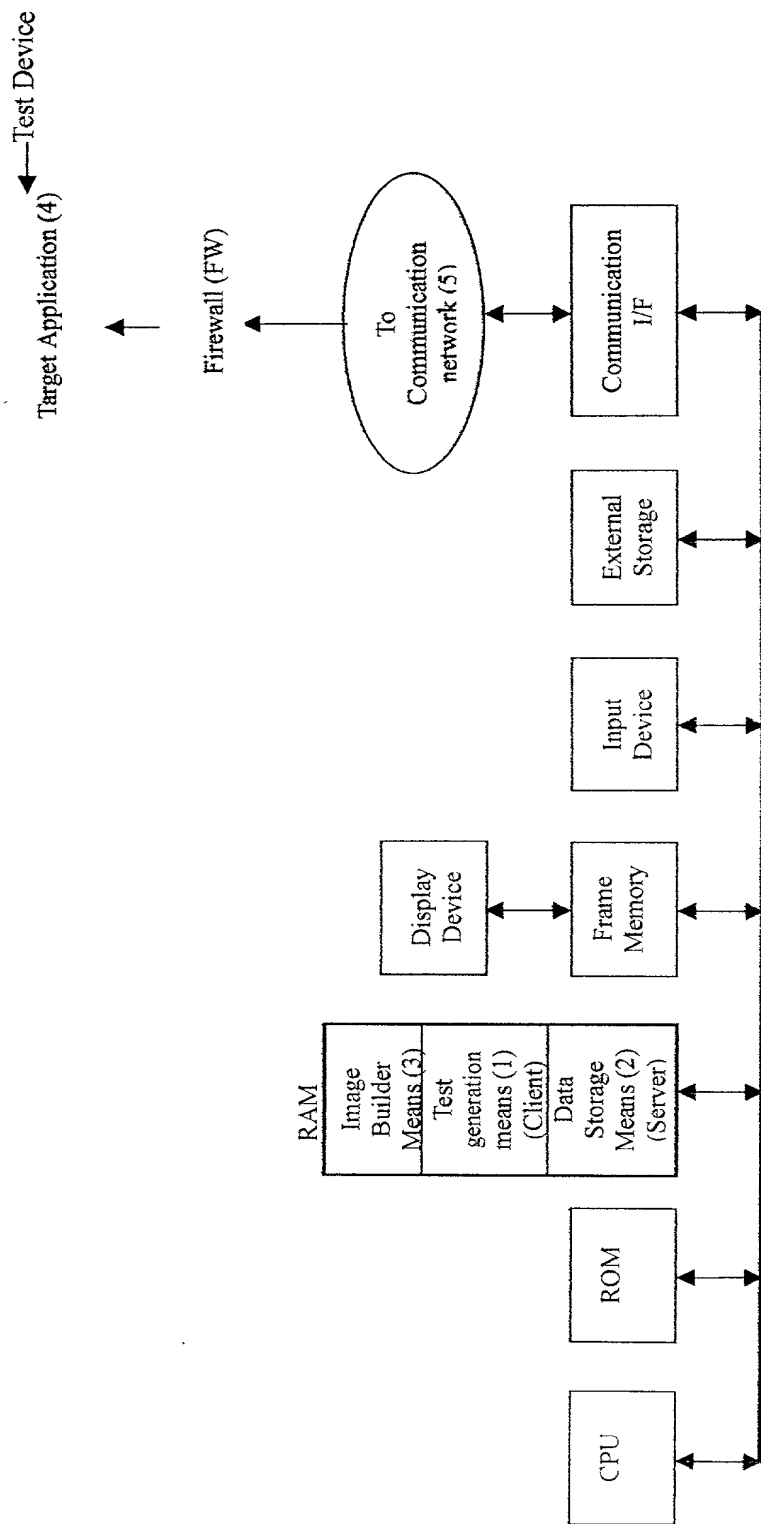 Test Device
Target Application (4)
Firewall (FW)
To
Communication
network (5)
Communication
I/F
External
Storage
Input
Device
Display
Device
Frame
Memory
RAM
Image
Builder
Means (3)
Test
generation
means (1)
(Client)
Data
Storage
Means (2)
(Server)
ROM
CPU